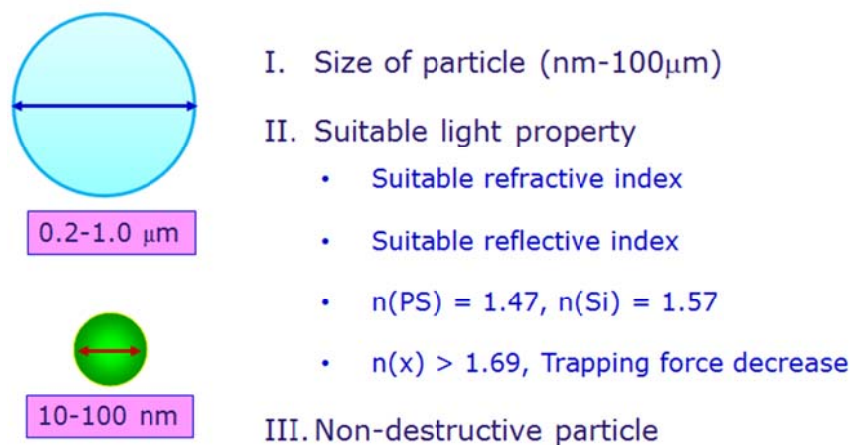 I. Size of particle (nm-100μm)
II. Suitable light property
• Suitable refractive index
0.2-1.0 μm
• Suitable reflective index
• n(PS) = 1.47, n(Si) = 1.57
• n(x) > 1.69, Trapping force decrease
10-100 nm
III. Non-destructive particle